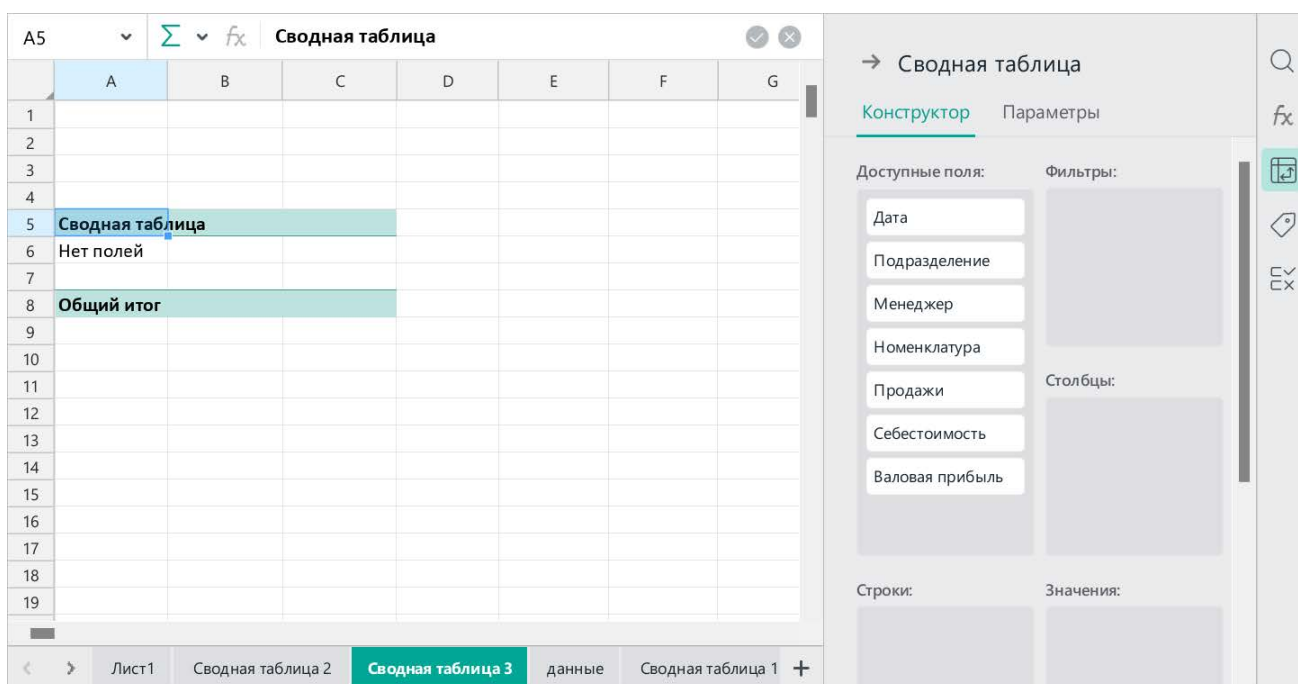 A5
fx
Сводная таблица
A B C D E F G
1
2
3
4
5 Сводная таблица
6 Нет полей
7
8 Общий итог
9
10
11
12
13
14
15
16
17
18
19
Лист1 Сводная таблица 2 Сводная таблица 3 данные Сводная таблица 1 +
→ Сводная таблица
Конструктор Параметры
Доступные поля: Фильтры:
Дата
Подразделение
Менеджер
Номенклатура
Продажи
Себестоимость
Валовая прибыль
Столбцы:
Строки: Значения:
fx